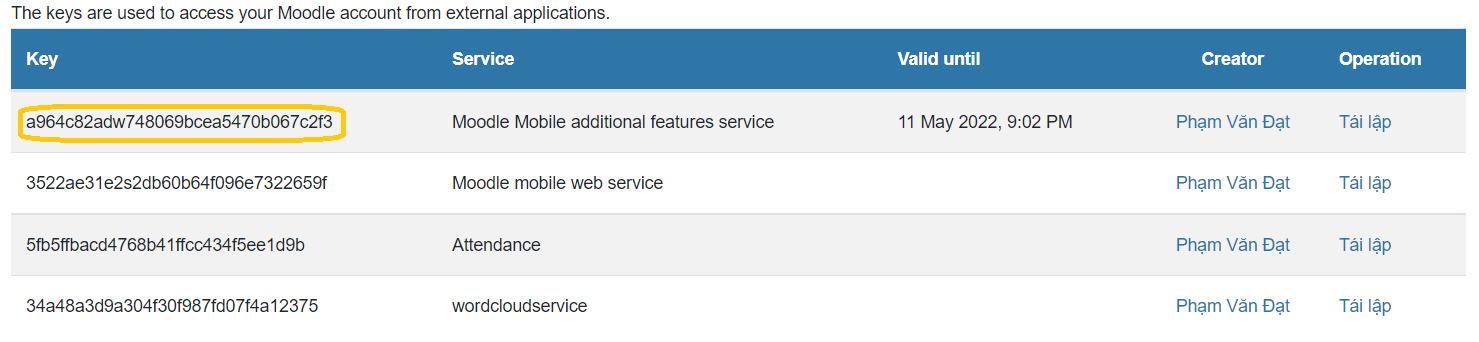 The keys are used to access your Moodle account from external applications.
Key Service Valid until Creator Operation
a964c82adw748069bcea5470b067c2f3 Moodle Mobile additional features service 11 May 2022, 9:02 PM Phạm Văn Đạt Tái lập
3522ae31e2s2db60b64f096e7322659f Moodle mobile web service Phạm Văn Đạt Tái lập
5fb5ffbacd4768b41ffcc434f5ee1d9b Attendance Phạm Văn Đạt Tái lập
34a48a3d9a304f30f987fd07f4a12375 wordcloudservice Phạm Văn Đạt Tái lập